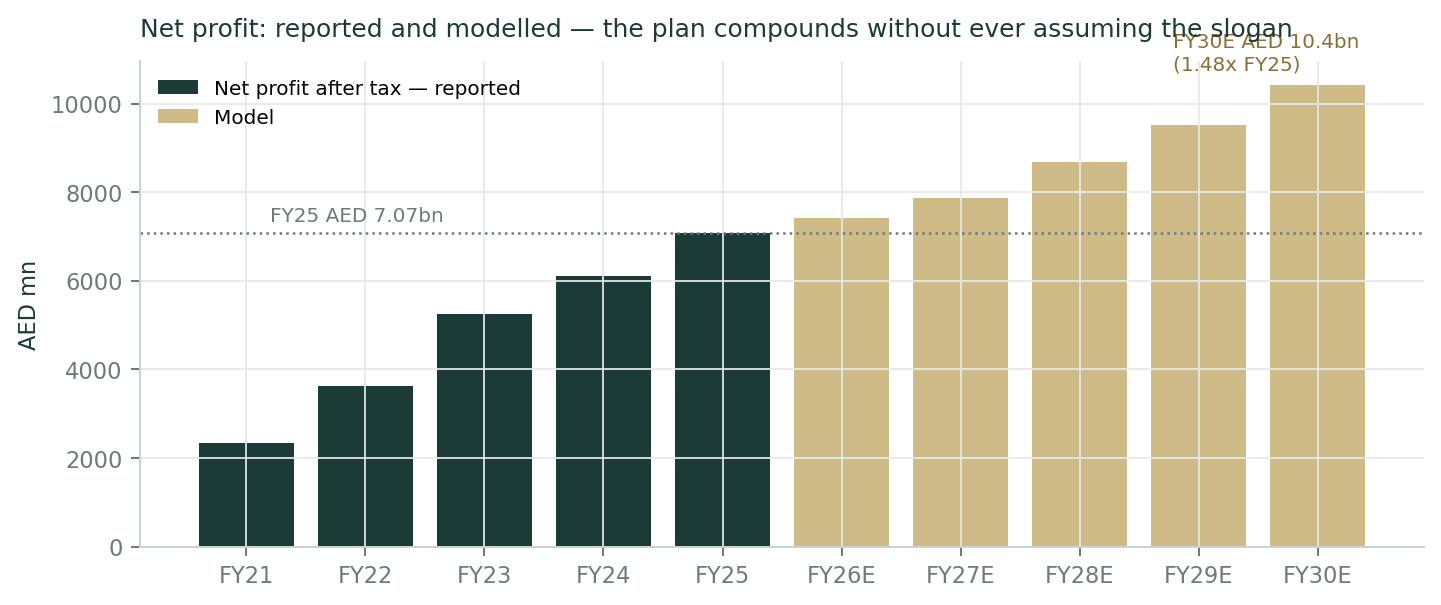 Net profit: reported and modelled — the plan compounds without ever assuming the slogan
FY30E AED 10.4bn
(1.48x FY25)
Net profit after tax — reported
Model
FY25 AED 7.07bn
AED mn
10000
8000
6000
4000
2000
0
FY21
FY22
FY23
FY24
FY25
FY26E
FY27E
FY28E
FY29E
FY30E